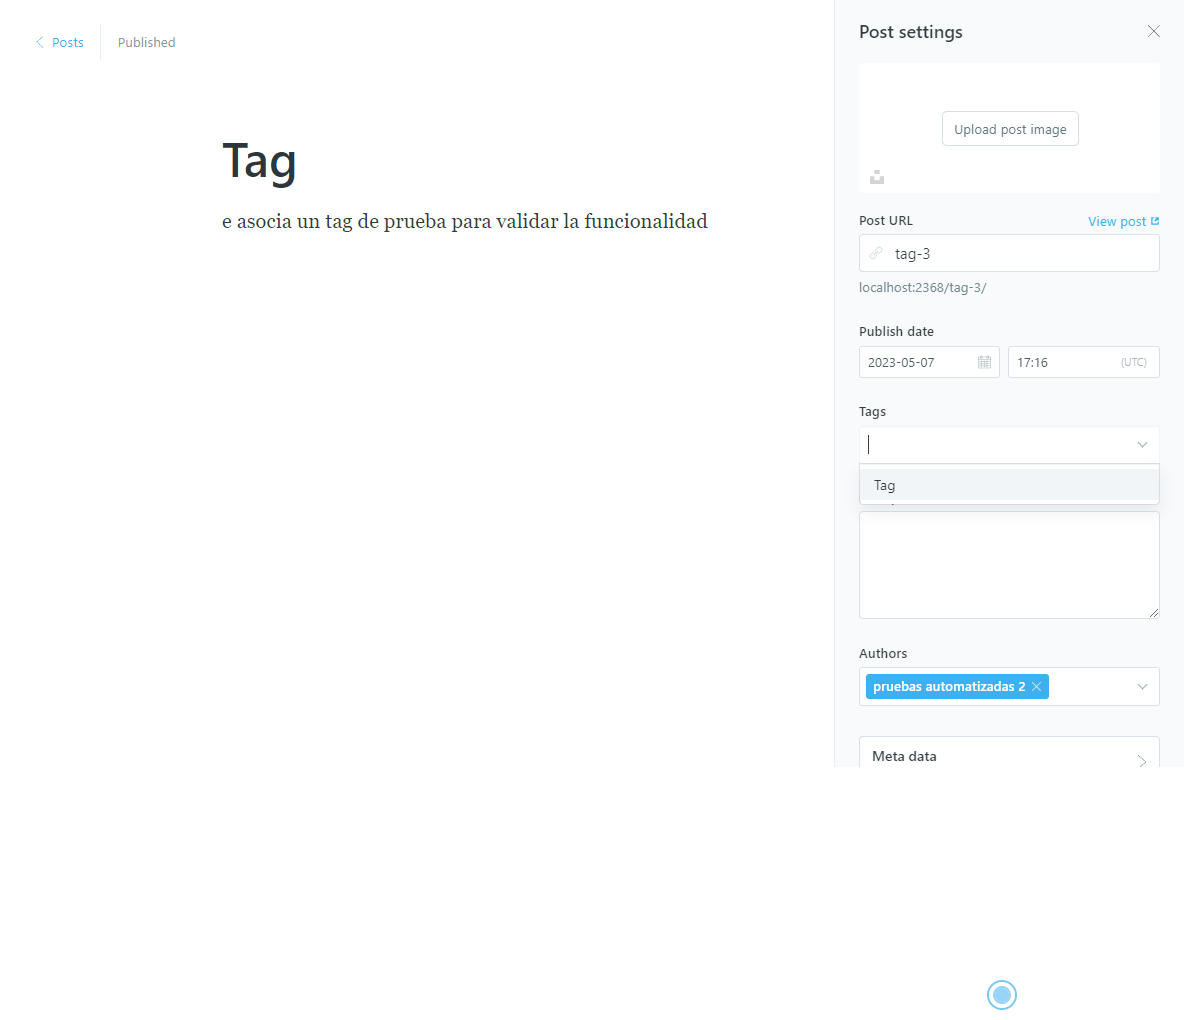 Posts
Published
Post settings
Tag
e asocia un tag de prueba para validar la funcionalidad
Upload post image
Post URL
View post
tag-3
localhost:2368/tag-3/
Publish date
2023-05-07
17:16
(UTC)
Tags
Tag
Authors
pruebas automatizadas 2
Meta data